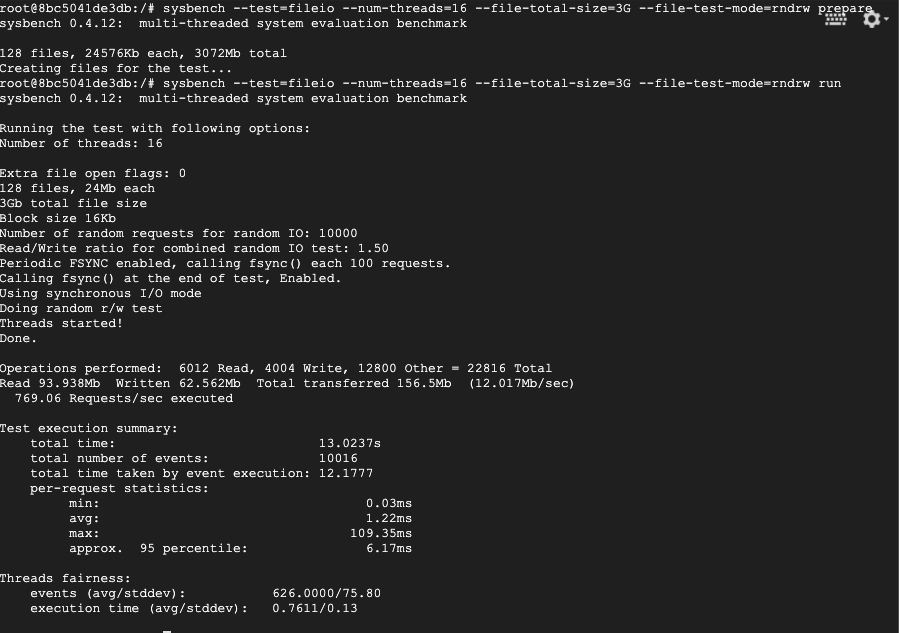 root@8bc5041de3db:/# sysbench --test=fileio --num-threads=16 --file-total-size=3G --file-test-mode=rndrw prepare
sysbench 0.4.12:  multi-threaded system evaluation benchmark
128 files, 24576Kb each, 3072Mb total
Creating files for the test...
root@8bc5041de3db:/# sysbench --test=fileio --num-threads=16 --file-total-size=3G --file-test-mode=rndrw run
sysbench 0.4.12:  multi-threaded system evaluation benchmark
Running the test with following options:
Number of threads: 16
Extra file open flags: 0
128 files, 24Mb each
3Gb total file size
Block size 16Kb
Number of random requests for random IO: 10000
Read/Write ratio for combined random IO test: 1.50
Periodic FSYNC enabled, calling fsync() each 100 requests.
Calling fsync() at the end of test, Enabled.
Using synchronous I/O mode
Doing random r/w test
Threads started!
Done.
Operations performed:  6012 Read, 4004 Write, 12800 Other = 22816 Total
Read 93.938Mb  Written 62.562Mb  Total transferred 156.5Mb  (12.017Mb/sec)
  769.06 Requests/sec executed
Test execution summary:
    total time:                          13.0237s
    total number of events:              10016
    total time taken by event execution: 12.1777
    per-request statistics:
         min:                                  0.03ms
         avg:                                  1.22ms
         max:                                109.35ms
         approx.  95 percentile:               6.17ms
Threads fairness:
    events (avg/stddev):           626.0000/75.80
    execution time (avg/stddev):   0.7611/0.13